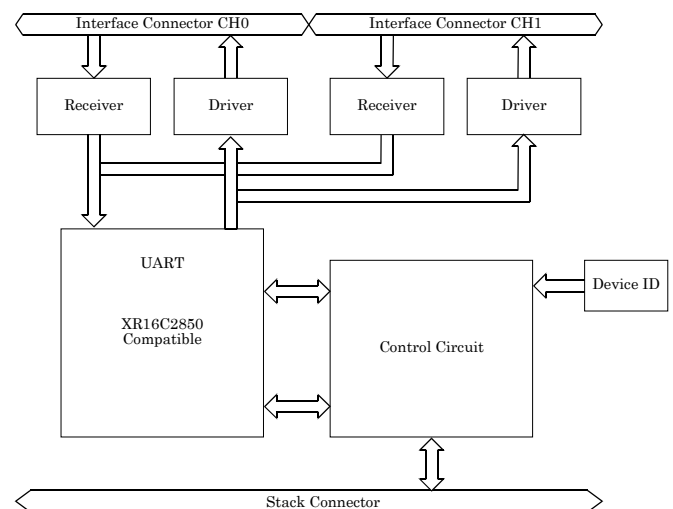 Interface Connector CH0
Interface Connector CH1
Receiver
Driver
Receiver
Driver
UART
XR16C2850
Compatible
Control Circuit
Device ID
Stack Connector